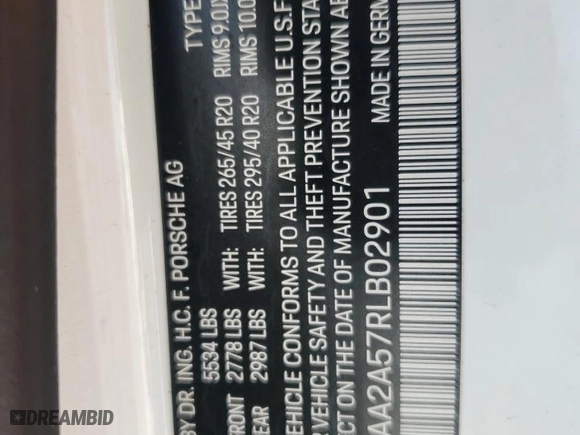 BY DR. ING. H.C. F. PORSCHE AG
5534 LBS
FRONT 2778 LBS WITH: TIRES 265/45 R20 RIMS 9.0JX
REAR 2987 LBS WITH: TIRES 295/40 R20 RIMS 10.0
VEHICLE CONFORMS TO ALL APPLICABLE U.S. F
R VEHICLE SAFETY AND THEFT PREVENTION STA
ECT ON THE DATE OF MANUFACTURE SHOWN AB
AA2A57RLB02901
MADE IN GERM
TYPE
DREAMBID